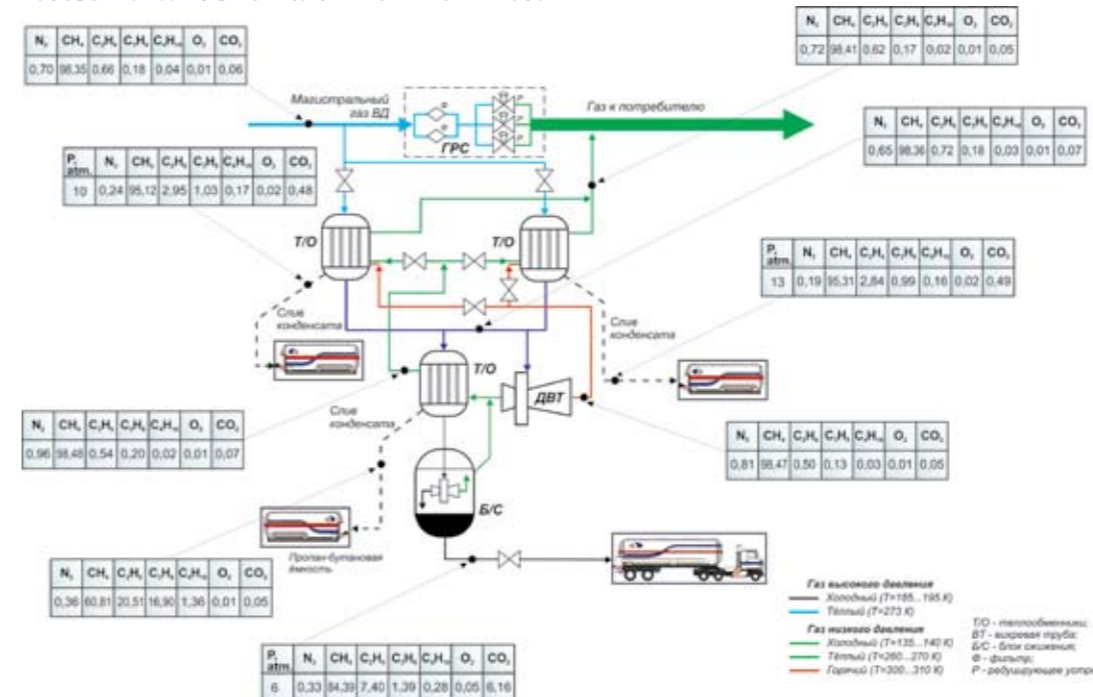 N₂ CH₄ C₂H₆ C₃H₈ C₄H₁₀ O₂ CO₂
0,70 98,35 0,66 0,18 0,04 0,01 0,06
N₂ CH₄ C₂H₆ C₃H₈ C₄H₁₀ O₂ CO₂
0,72 98,41 0,62 0,17 0,02 0,01 0,05
Магистральный
газ ВД
Ф
Ф
Р
Р
Р
ГРС
Газ к потребителю
N₂ CH₄ C₂H₆ C₃H₈ C₄H₁₀ O₂ CO₂
0,65 98,36 0,72 0,18 0,03 0,01 0,07
P, атм. N₂ CH₄ C₂H₆ C₃H₈ C₄H₁₀ O₂ CO₂
10 0,24 95,12 2,95 1,03 0,17 0,02 0,48
Т/О
Т/О
P, атм. N₂ CH₄ C₂H₆ C₃H₈ C₄H₁₀ O₂ CO₂
13 0,19 95,31 2,84 0,99 0,16 0,02 0,49
Слив
конденсата
Слив
конденсата
Т/О
ДВТ
Слив
конденсата
N₂ CH₄ C₂H₆ C₃H₈ C₄H₁₀ O₂ CO₂
0,96 98,48 0,54 0,20 0,02 0,01 0,07
N₂ CH₄ C₂H₆ C₃H₈ C₄H₁₀ O₂ CO₂
0,81 98,47 0,50 0,13 0,03 0,01 0,05
Б/С
Пропан-бутановая
ёмкость
N₂ CH₄ C₂H₆ C₃H₈ C₄H₁₀ O₂ CO₂
0,36 60,81 20,51 16,90 1,36 0,01 0,05
P, атм. N₂ CH₄ C₂H₆ C₃H₈ C₄H₁₀ O₂ CO₂
6 0,33 84,39 7,40 1,39 0,28 0,05 6,16
Газ высокого давления
Холодный (Т=185...195 К)
Тёплый (Т=273 К)
Газ низкого давления
Холодный (Т=135...140 К)
Тёплый (Т=260...270 К)
Горячий (Т=300...310 К)
Т/О - теплообменники;
ВТ - вихревая труба;
Б/С - блок ожижения;
Ф - фильтр;
Р - редуцирующее устр